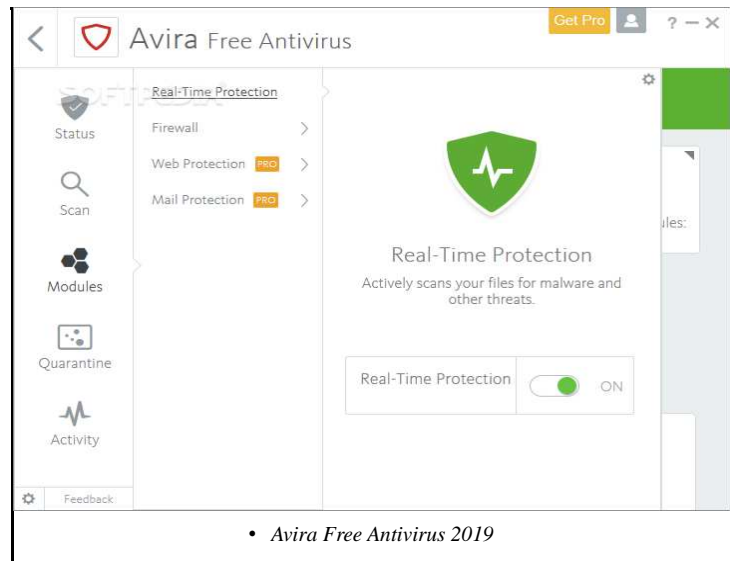 Avira Free Antivirus
Get Pro
? — ×
SOFTPEDIA
Status
Scan
Modules
Quarantine
Activity
Feedback
Real-Time Protection
Firewall
Web Protection PRO
Mail Protection PRO
Real-Time Protection
Actively scans your files for malware and
other threats.
Real-Time Protection ON
ules:
• Avira Free Antivirus 2019